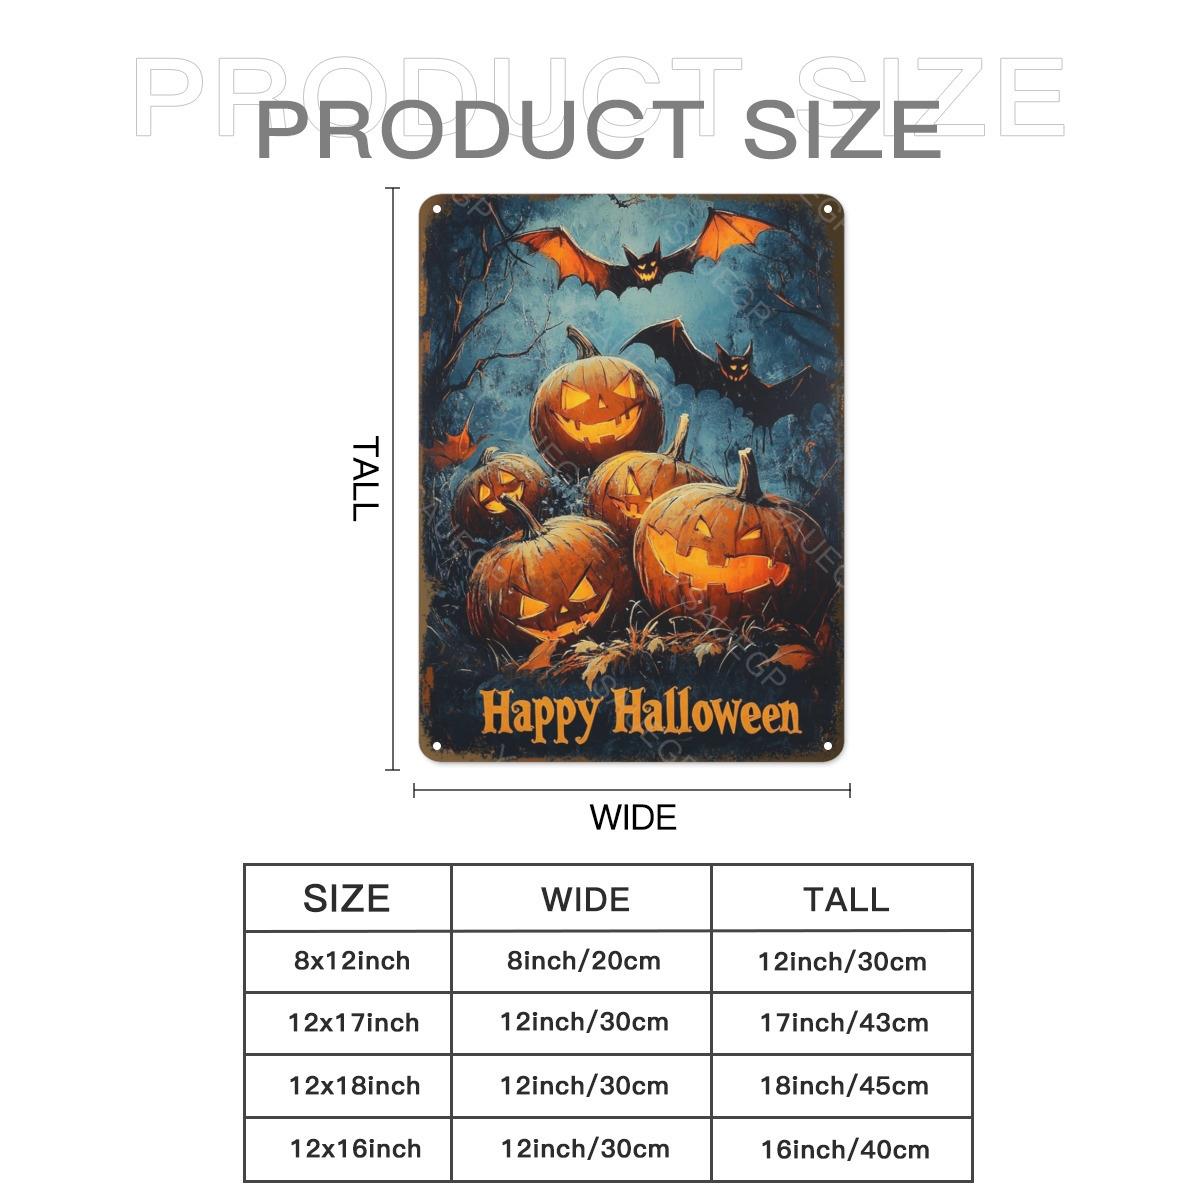 PRODUCT SIZE
PRODUCT SIZE
TALL
Happy Halloween
WIDE
SIZE WIDE TALL
8x12inch 8inch/20cm 12inch/30cm
12x17inch 12inch/30cm 17inch/43cm
12x18inch 12inch/30cm 18inch/45cm
12x16inch 12inch/30cm 16inch/40cm